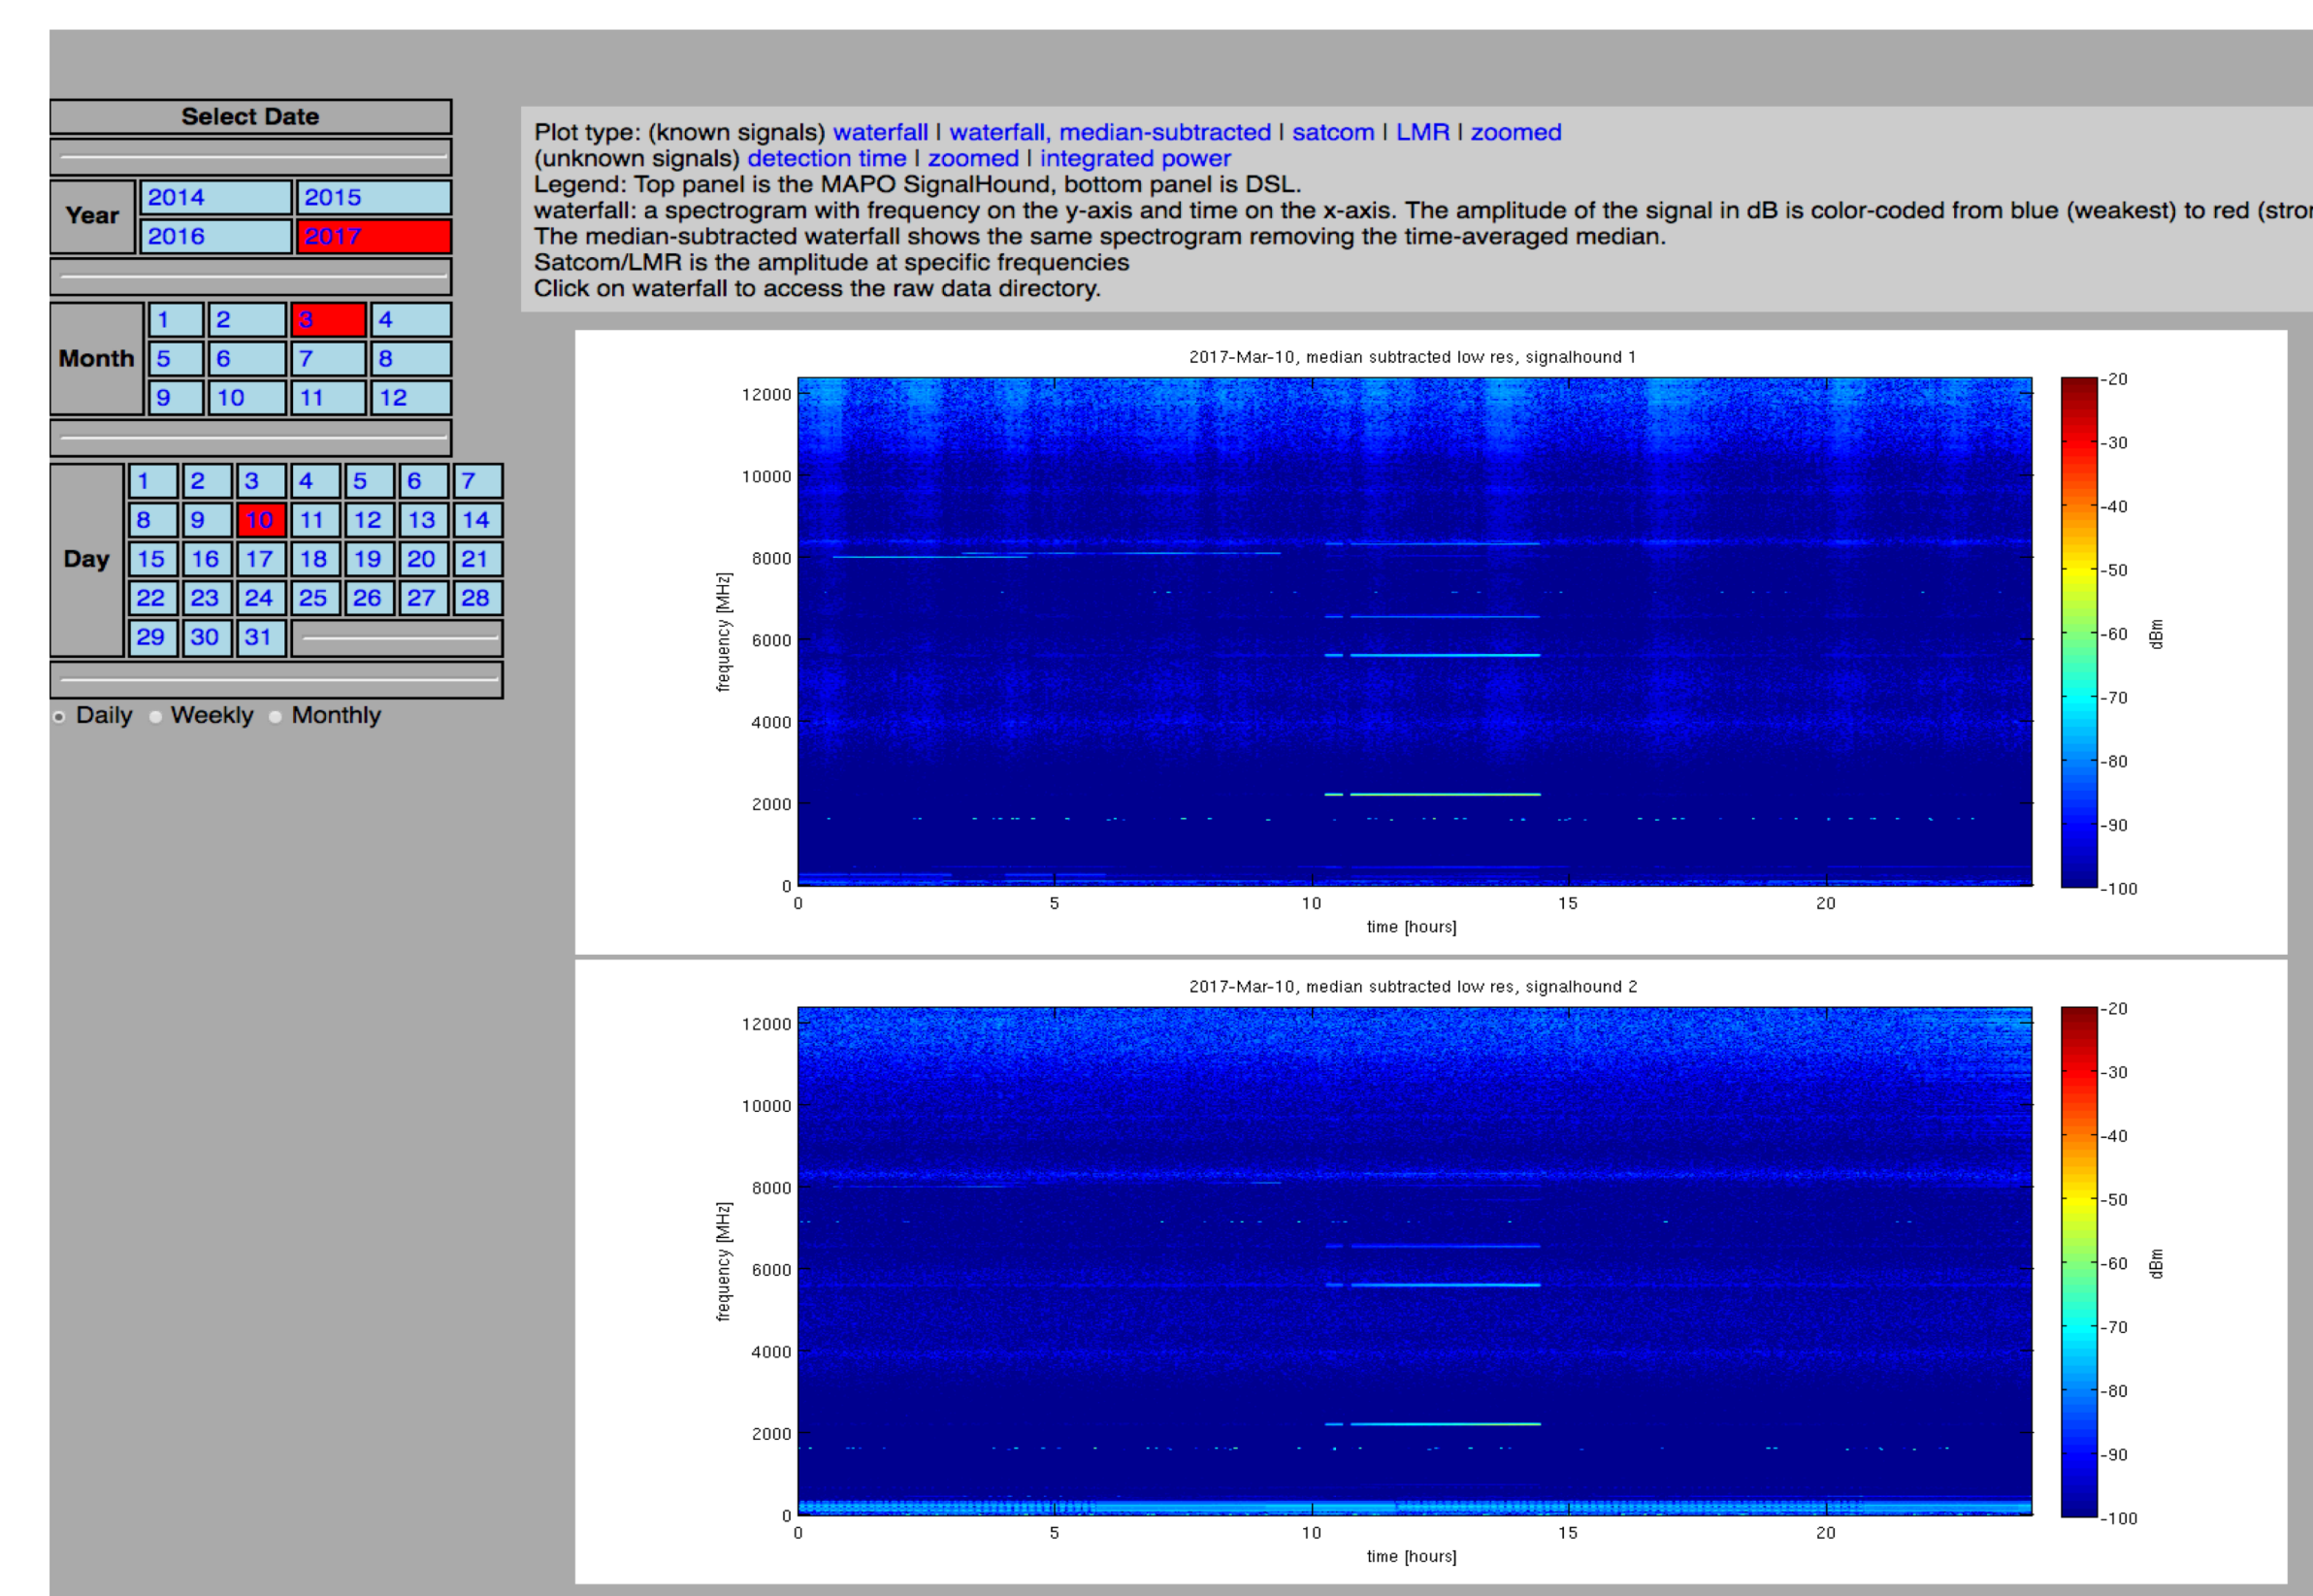 Select Date
Year
2014 2015
2016 2017
Month
1 2 3 4
5 6 7 8
9 10 11 12
Day
1 2 3 4 5 6 7
8 9 10 11 12 13 14
15 16 17 18 19 20 21
22 23 24 25 26 27 28
29 30 31
Daily Weekly Monthly
Plot type: (known signals) waterfall | waterfall, median-subtracted | satcom | LMR | zoomed
(unknown signals) detection time | zoomed | integrated power
Legend: Top panel is the MAPO SignalHound, bottom panel is DSL.
waterfall: a spectrogram with frequency on the y-axis and time on the x-axis. The amplitude of the signal in dB is color-coded from blue (weakest) to red (stro
The median-subtracted waterfall shows the same spectrogram removing the time-averaged median.
Satcom/LMR is the amplitude at specific frequencies
Click on waterfall to access the raw data directory.
2017-Mar-10, median subtracted low res, signalhound 1
frequency [MHz]
12000
10000
8000
6000
4000
2000
0
0 5 10 15 20
time [hours]
-20
-30
-40
-50
-60
-70
-80
-90
-100
dBm
2017-Mar-10, median subtracted low res, signalhound 2
frequency [MHz]
12000
10000
8000
6000
4000
2000
0
0 5 10 15 20
time [hours]
-20
-30
-40
-50
-60
-70
-80
-90
-100
dBm